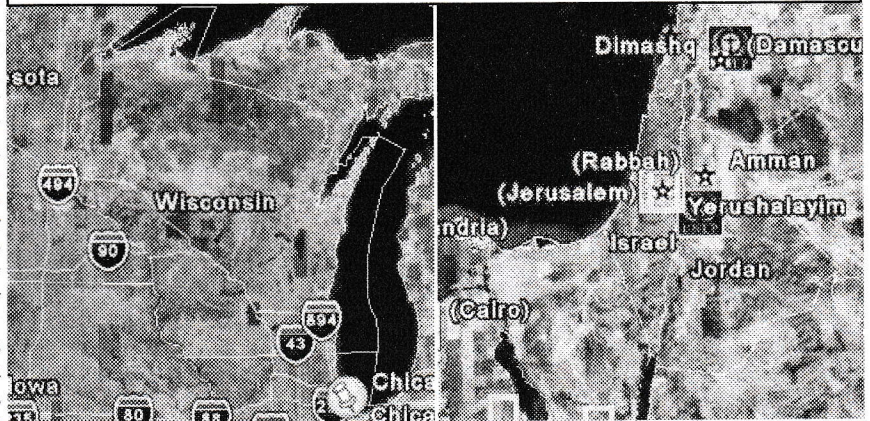 sota
494
Wisconsin
90
894
43
Chica
Chica
Iowa
80
Dimashq
(Damascu
(Rabbah)
Amman
(Jerusalem)
Yerushalayim
ndria)
Israel
Jordan
(Cairo)